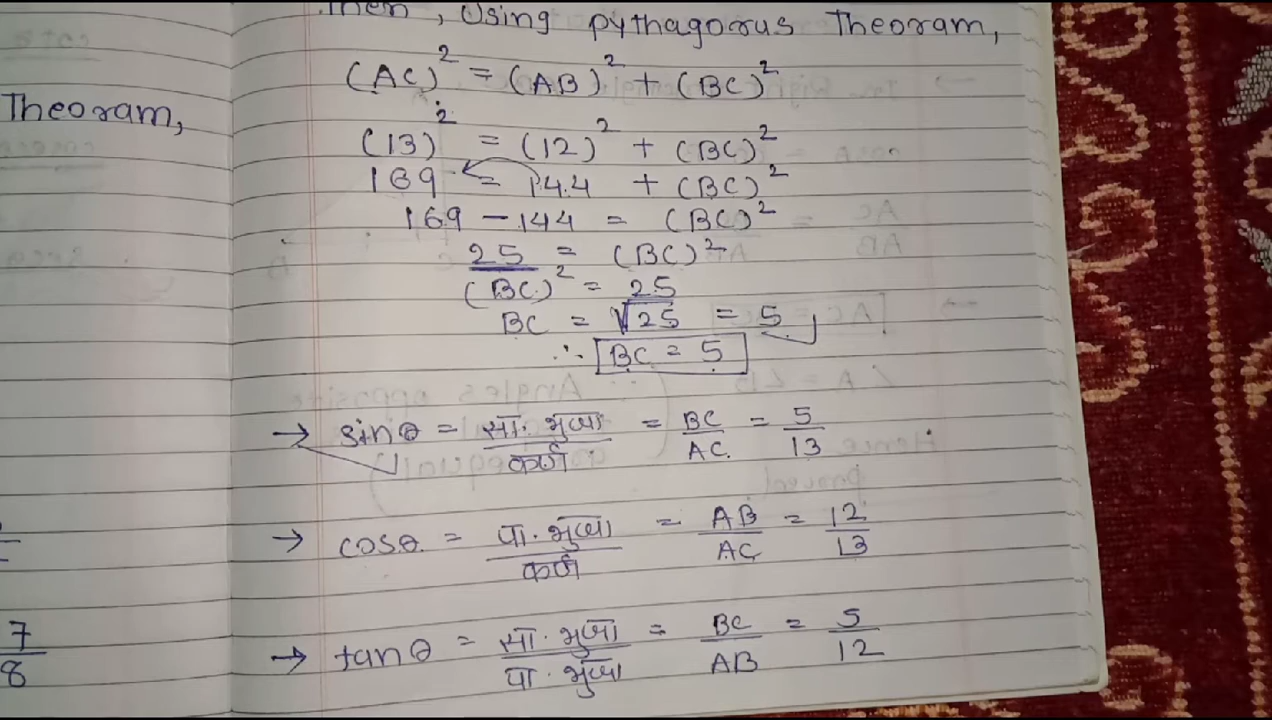 Then, Using pythagorus Theoram,
(AC)² = (AB)² + (BC)²
Theoram,
(13)² = (12)² + (BC)²
169 = 144 + (BC)²
169 - 144 = (BC)²
25 = (BC)²
(BC)² = 25
BC = √25 = 5
∴ BC = 5
→ sinθ = सा. भुजा / कर्ण = BC/AC = 5/13
→ cosθ = पा. भुजा / कर्ण = AB/AC = 12/13
→ tanθ = सा. भुजा / पा. भुजा = BC/AB = 5/12
7/8